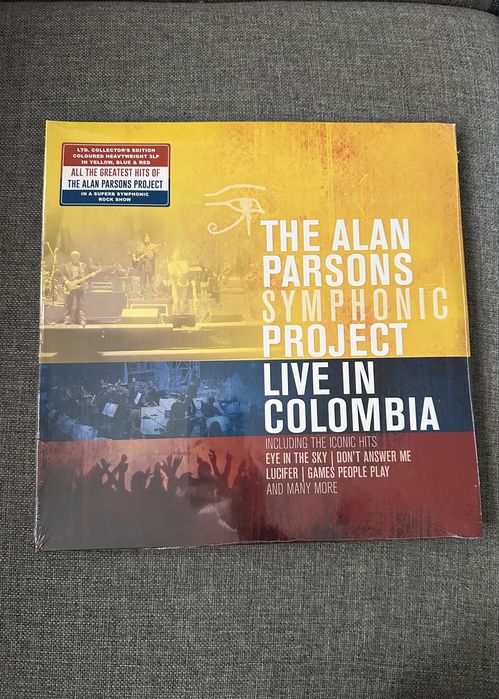 LTD. COLLECTOR'S EDITION
COLOURED HEAVYWEIGHT 3LP
IN YELLOW, BLUE & RED
ALL THE GREATEST HITS OF
THE ALAN PARSONS PROJECT
IN A SUPERB SYMPHONIC
ROCK SHOW
THE ALAN
PARSONS
SYMPHONIC
PROJECT
LIVE IN
COLOMBIA
INCLUDING THE ICONIC HITS
EYE IN THE SKY | DON'T ANSWER ME
LUCIFER | GAMES PEOPLE PLAY
AND MANY MORE